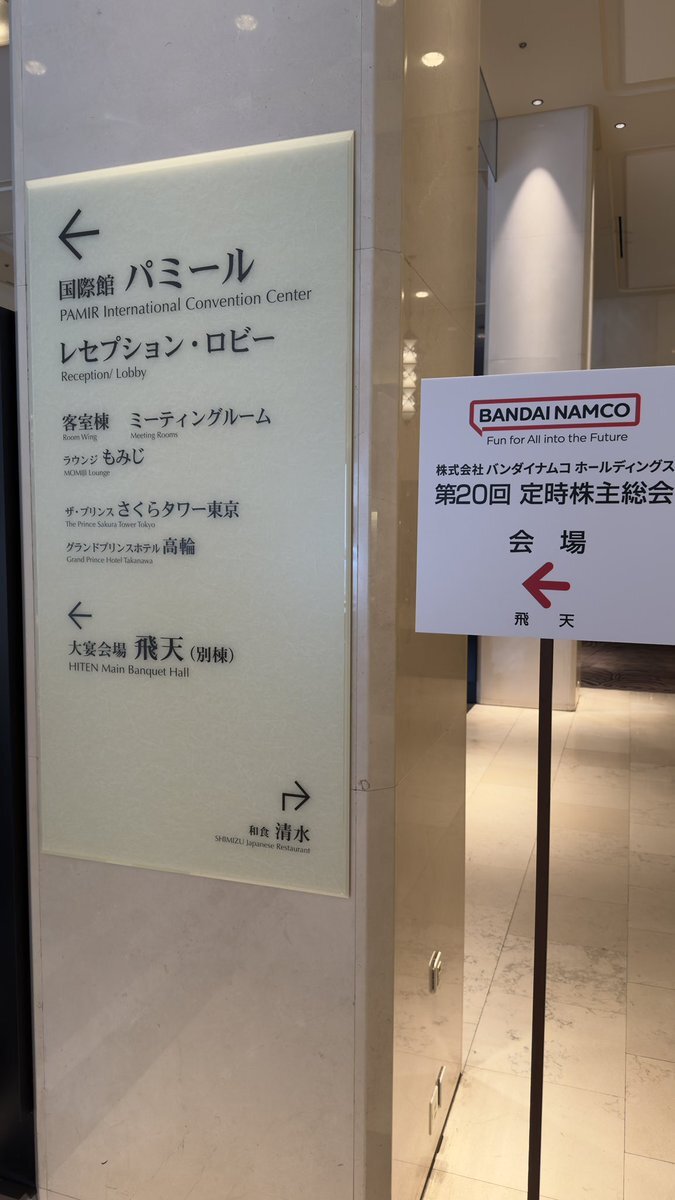 ←
国際館 パミール
PAMIR International Convention Center
レセプション・ロビー
Reception/ Lobby
客室棟 ミーティングルーム
Room Wing Meeting Rooms
ラウンジ もみじ
MOMIJI Lounge
ザ・プリンス さくらタワー東京
The Prince Sakura Tower Tokyo
グランドプリンスホテル 高輪
Grand Prince Hotel Takanawa
←
大宴会場 飛天 (別棟)
HITEN Main Banquet Hall
和食 清水
SHIMIZU Japanese Restaurant
BANDAI NAMCO
Fun for All into the Future
株式会社 バンダイナムコ ホールディングス
第20回 定時株主総会
会 場
←
飛 天